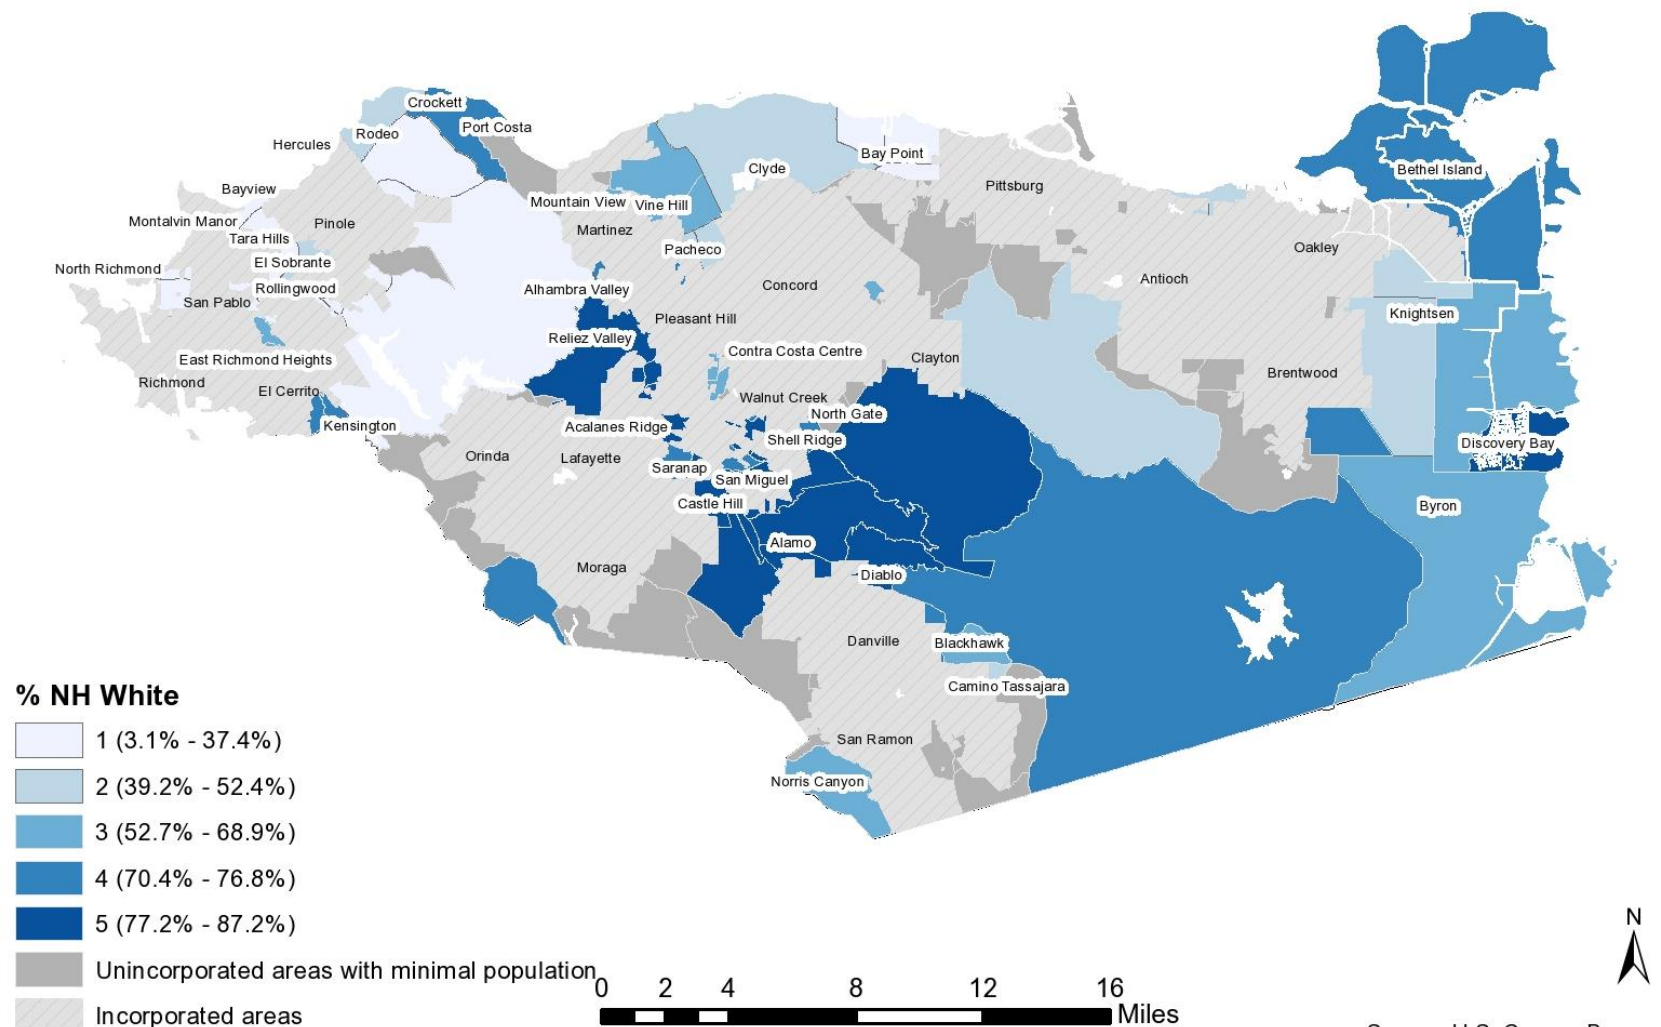 Crockett
Port Costa
Rodeo
Hercules
Bay Point
Clyde
Bethel Island
Pittsburg
Bayview
Mountain View
Vine Hill
Montalvin Manor
Pinole
Martinez
Tara Hills
Pacheco
Oakley
El Sobrante
North Richmond
Antioch
Rollingwood
Alhambra Valley
Concord
San Pablo
Knightsen
Pleasant Hill
Reliez Valley
Contra Costa Centre
East Richmond Heights
Clayton
Richmond
Brentwood
El Cerrito
Walnut Creek
North Gate
Kensington
Acalanes Ridge
Shell Ridge
Discovery Bay
Orinda
Lafayette
Saranap
San Miguel
Castle Hill
Byron
Alamo
Moraga
Diablo
Danville
Blackhawk
Camino Tassajara
San Ramon
Norris Canyon
% NH White
1 (3.1% - 37.4%)
2 (39.2% - 52.4%)
3 (52.7% - 68.9%)
4 (70.4% - 76.8%)
5 (77.2% - 87.2%)
Unincorporated areas with minimal population
Incorporated areas
0 2 4 8 12 16
Miles
N